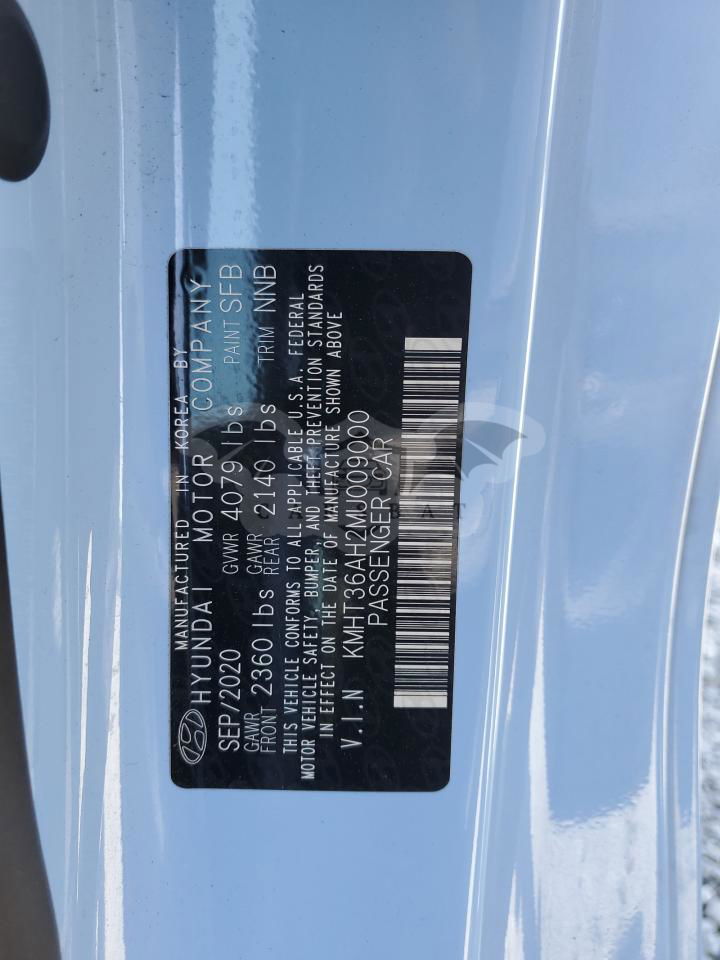 MANUFACTURED IN KOREA BY
HYUNDAI MOTOR COMPANY
SEP/2020 GVWR 4079 lbs PAINT SFB
GAWR FRONT 2360 lbs GAWR REAR 2140 lbs TRIM NNB
THIS VEHICLE CONFORMS TO ALL APPLICABLE U.S.A. FEDERAL
MOTOR VEHICLE SAFETY, BUMPER, AND THEFT PREVENTION STANDARDS
IN EFFECT ON THE DATE OF MANUFACTURE SHOWN ABOVE
V.I.N KMHT36AH2MJ009000
PASSENGER CAR